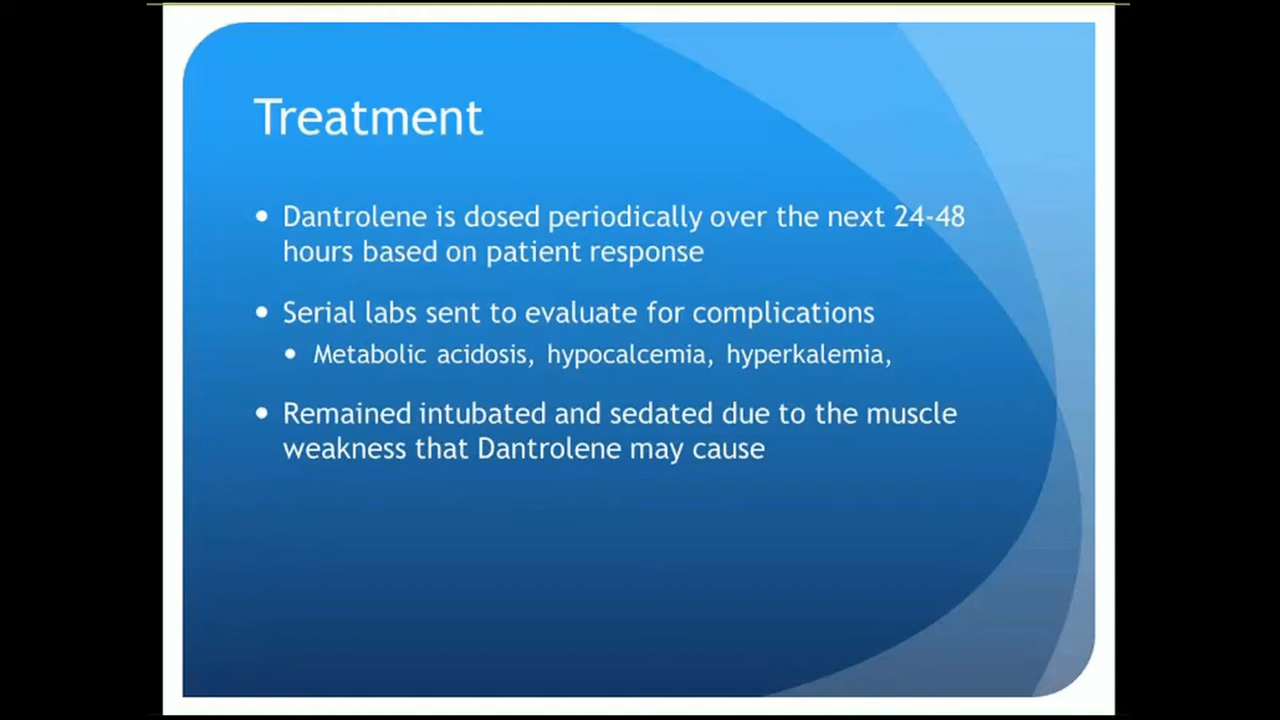 Treatment
• Dantrolene is dosed periodically over the next 24-48
hours based on patient response
• Serial labs sent to evaluate for complications
• Metabolic acidosis, hypocalcemia, hyperkalemia,
• Remained intubated and sedated due to the muscle
weakness that Dantrolene may cause